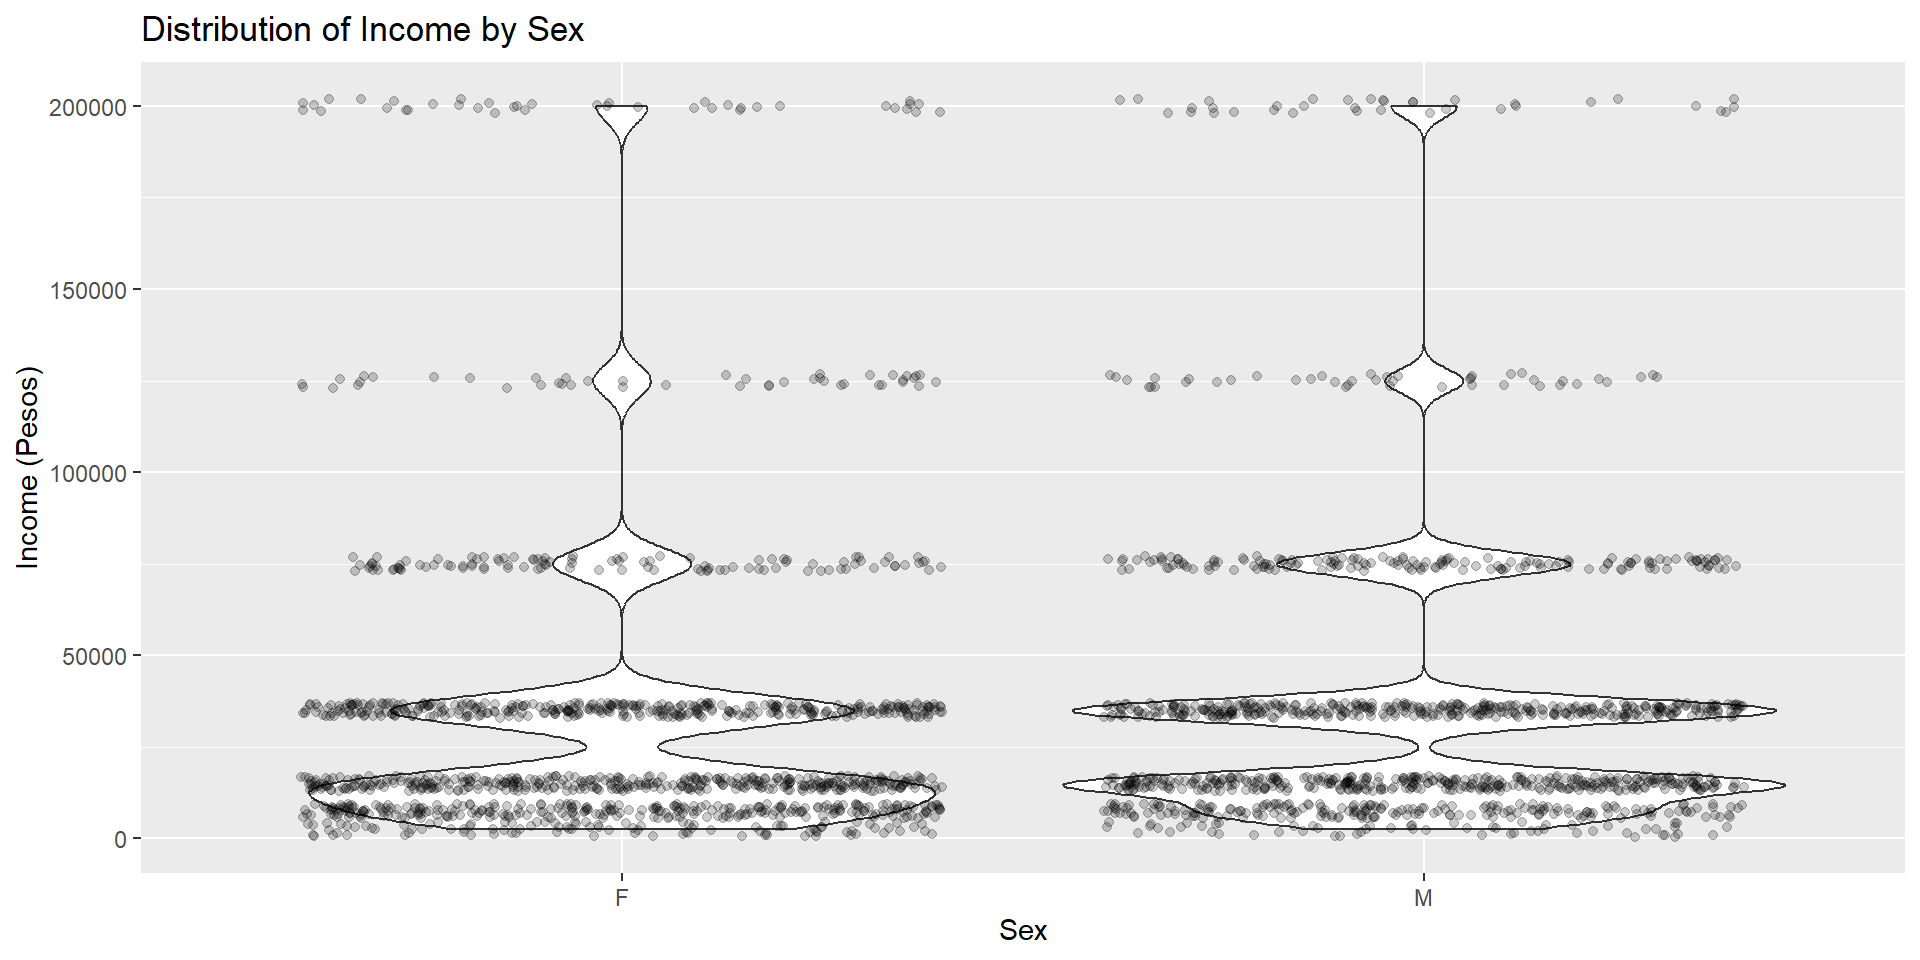 Distribution of Income by Sex
200000
150000
100000
50000
0
Income (Pesos)
F
M
Sex